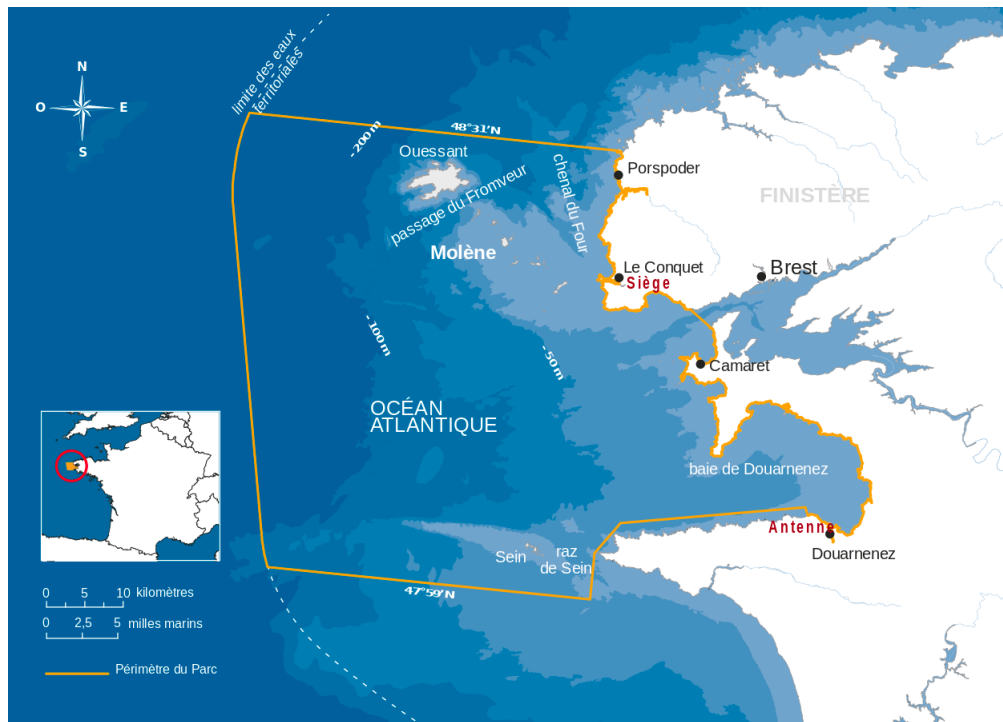 limite des eaux
territoriales
N
O
E
S
48°31'N
- 200 m
Ouessant
chenal du Four
Porspoder
passage du Fromveur
FINISTÈRE
Molène
Le Conquet
Siège
Brest
- 100 m
- 50 m
Camaret
OCÉAN
ATLANTIQUE
baie de Douarnenez
Antenne
Sein
raz
de Sein
Douarnenez
47°59'N
0 5 10 kilomètres
0 2,5 5 milles marins
Périmètre du Parc